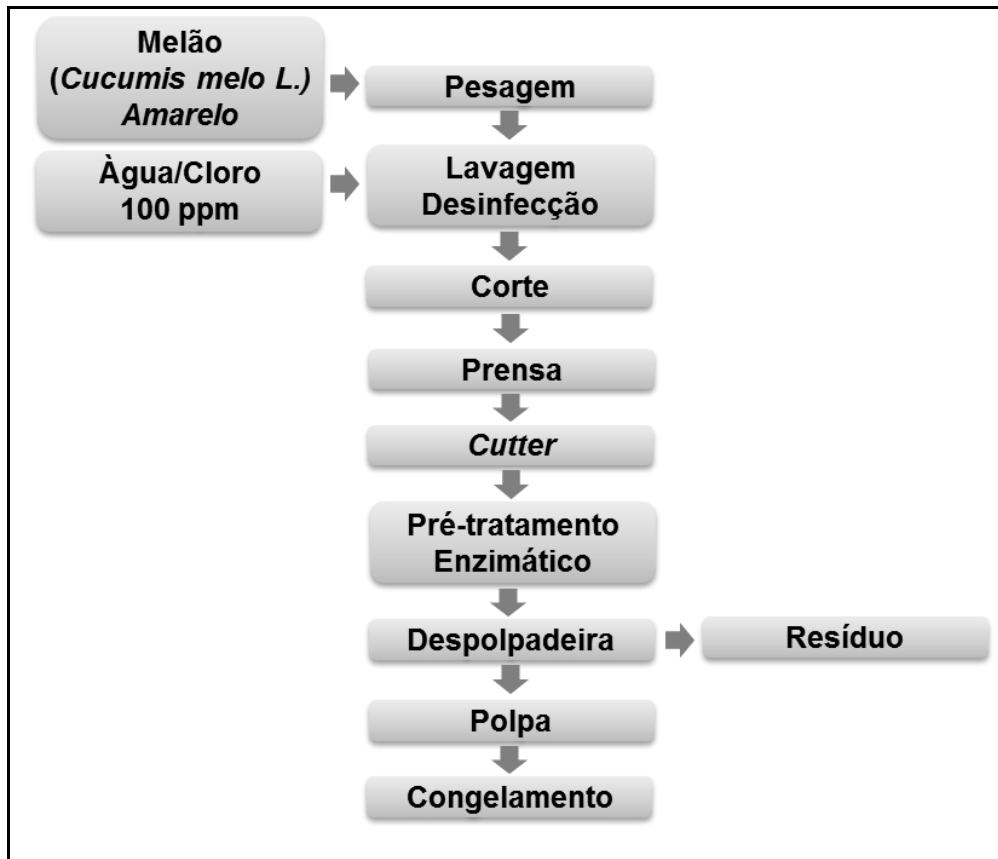 Melão
(Cucumis melo L.)
Amarelo
Pesagem
Àgua/Cloro
100 ppm
Lavagem
Desinfecção
Corte
Prensa
Cutter
Pré-tratamento
Enzimático
Despolpadeira
Resíduo
Polpa
Congelamento